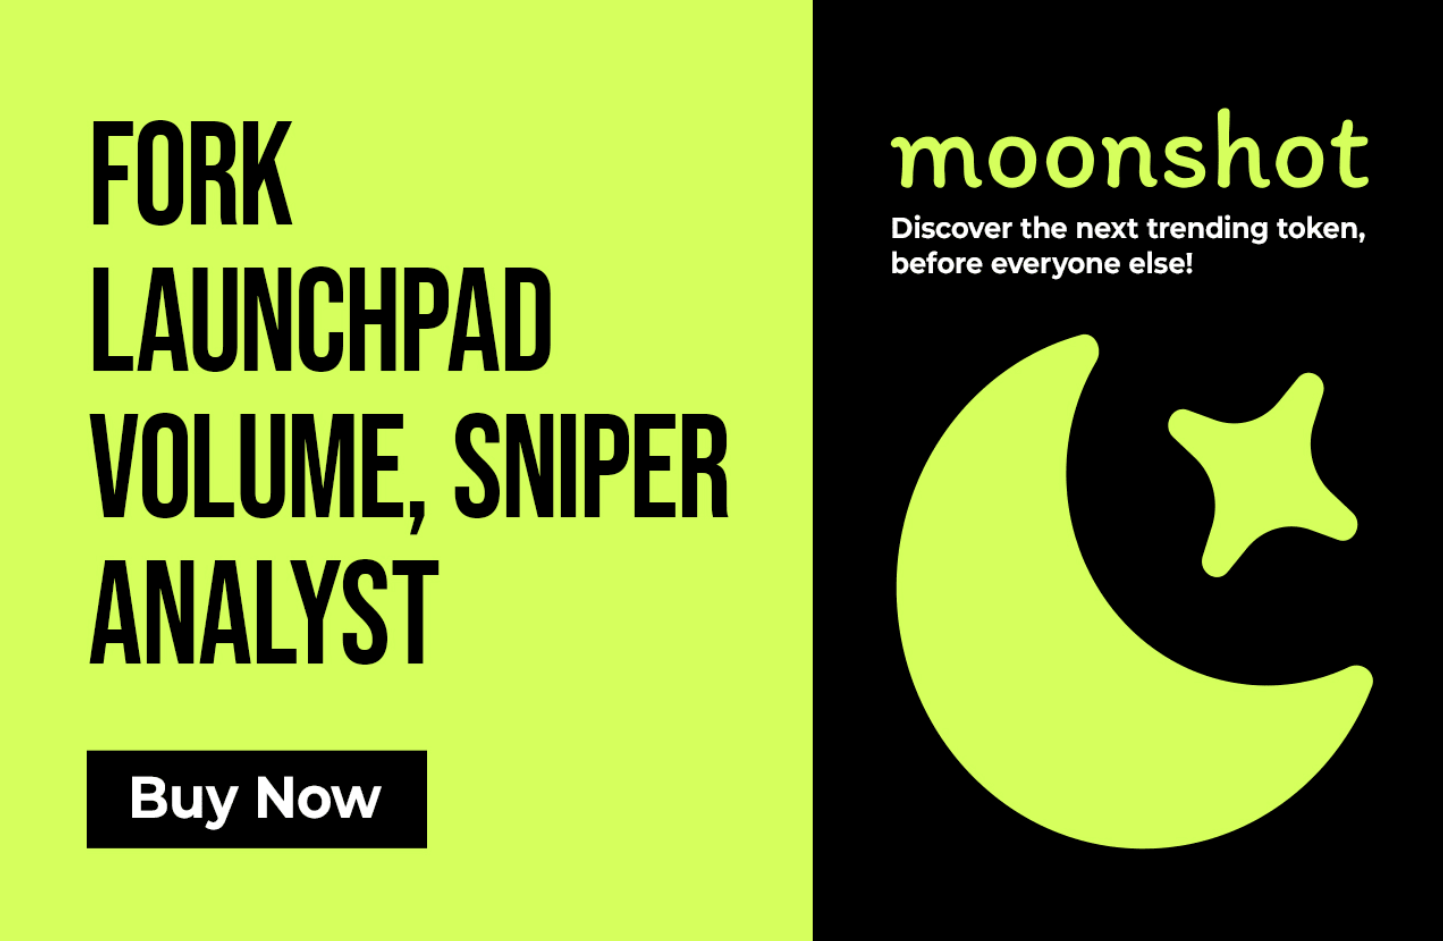 FORK
LAUNCHPAD
VOLUME, SNIPER
ANALYST
Buy Now
moonshot
Discover the next trending token,
before everyone else!